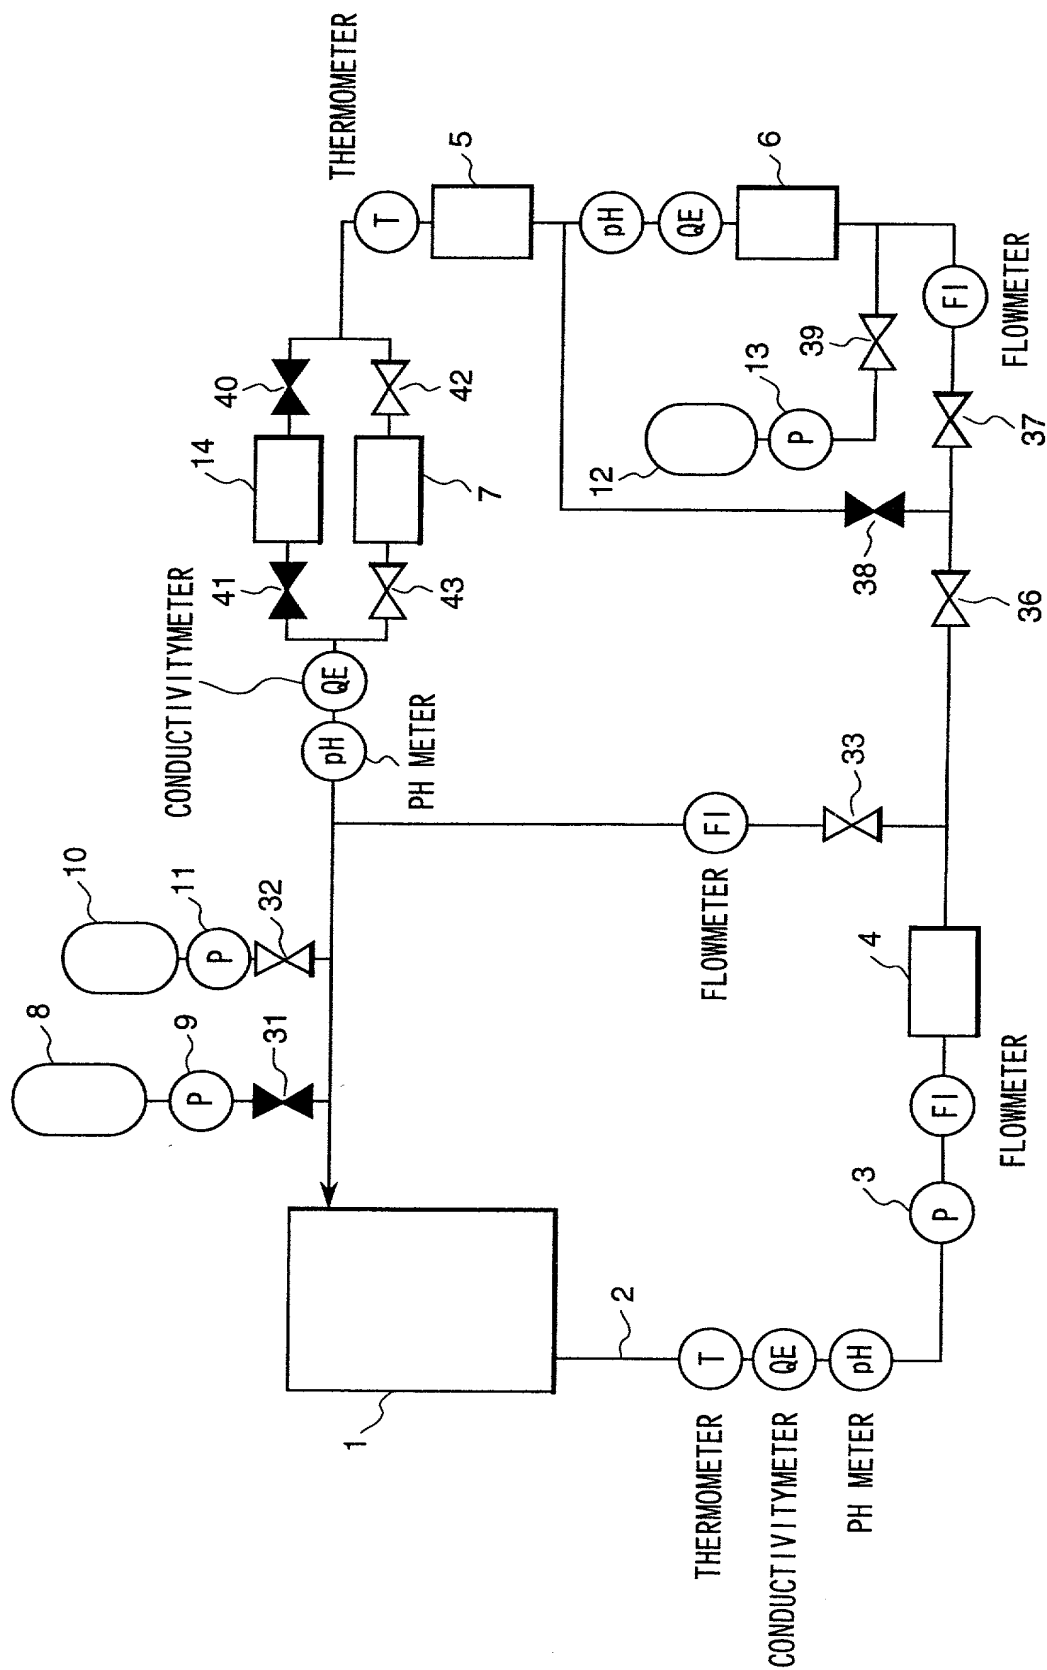 8
10
9
11
31
32
CONDUCTIVITYMETER
41
14
40
THERMOMETER
P
P
pH
QE
T
5
PH METER
43
7
42
1
2
FLOWMETER
FI
33
12
P
13
38
39
pH
QE
6
THERMOMETER
T
CONDUCTIVITYMETER
QE
PH METER
pH
3
P
FI
FLOWMETER
4
36
37
FI
FLOWMETER